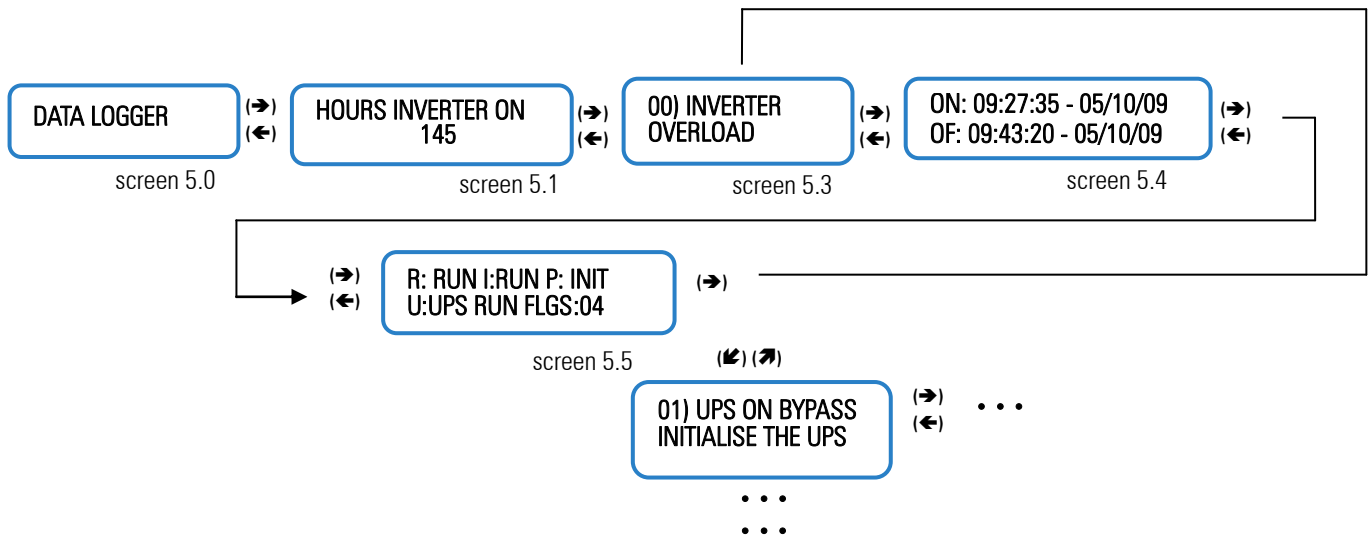 DATA LOGGER
(➔)
(🡰)
screen 5.0
HOURS INVERTER ON
145
(➔)
(🡰)
screen 5.1
00) INVERTER
OVERLOAD
(➔)
(🡰)
screen 5.3
ON: 09:27:35 - 05/10/09
OF: 09:43:20 - 05/10/09
(➔)
(🡰)
screen 5.4
(➔)
(🡰)
R: RUN I:RUN P: INIT
U:UPS RUN FLGS:04
(➔)
screen 5.5
(🡷) (🡵)
01) UPS ON BYPASS
INITIALISE THE UPS
(➔)
(🡰)
• • •
• • •
• • •